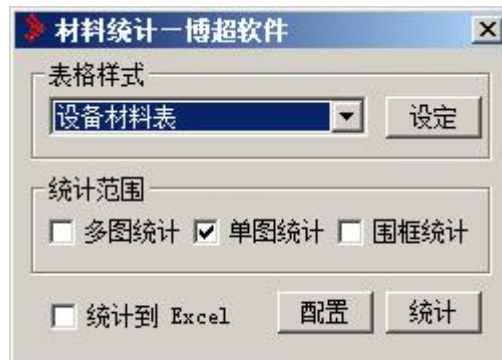 材料统计－博超软件
表格样式
设备材料表 设定
统计范围
多图统计 单图统计 围框统计
统计到 Excel 配置 统计